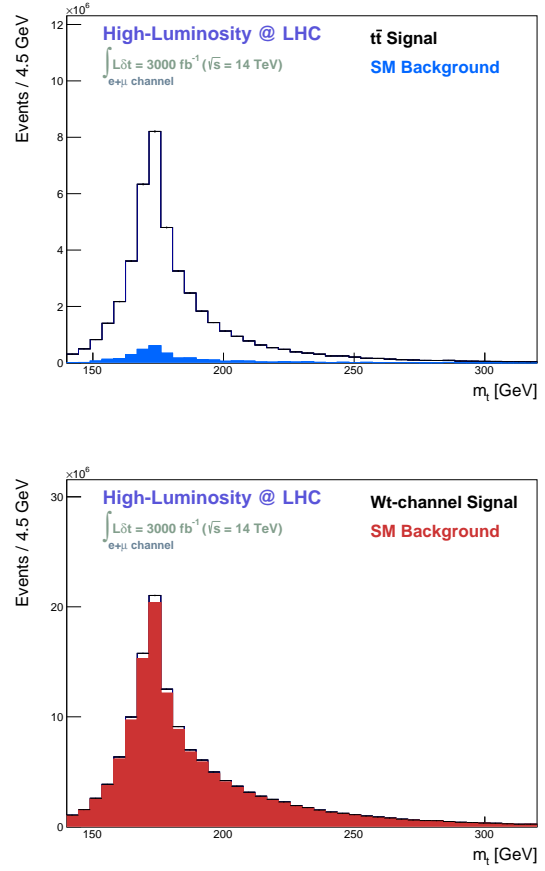 ×10⁶
Events / 4.5 GeV
12
10
8
6
4
2
0
High-Luminosity @ LHC
∫ Lδt = 3000 fb⁻¹ (√s = 14 TeV)
e+μ channel
tt̄ Signal
SM Background
150
200
250
300
m_t [GeV]
×10⁶
Events / 4.5 GeV
30
20
10
0
High-Luminosity @ LHC
∫ Lδt = 3000 fb⁻¹ (√s = 14 TeV)
e+μ channel
Wt-channel Signal
SM Background
150
200
250
300
m_t [GeV]